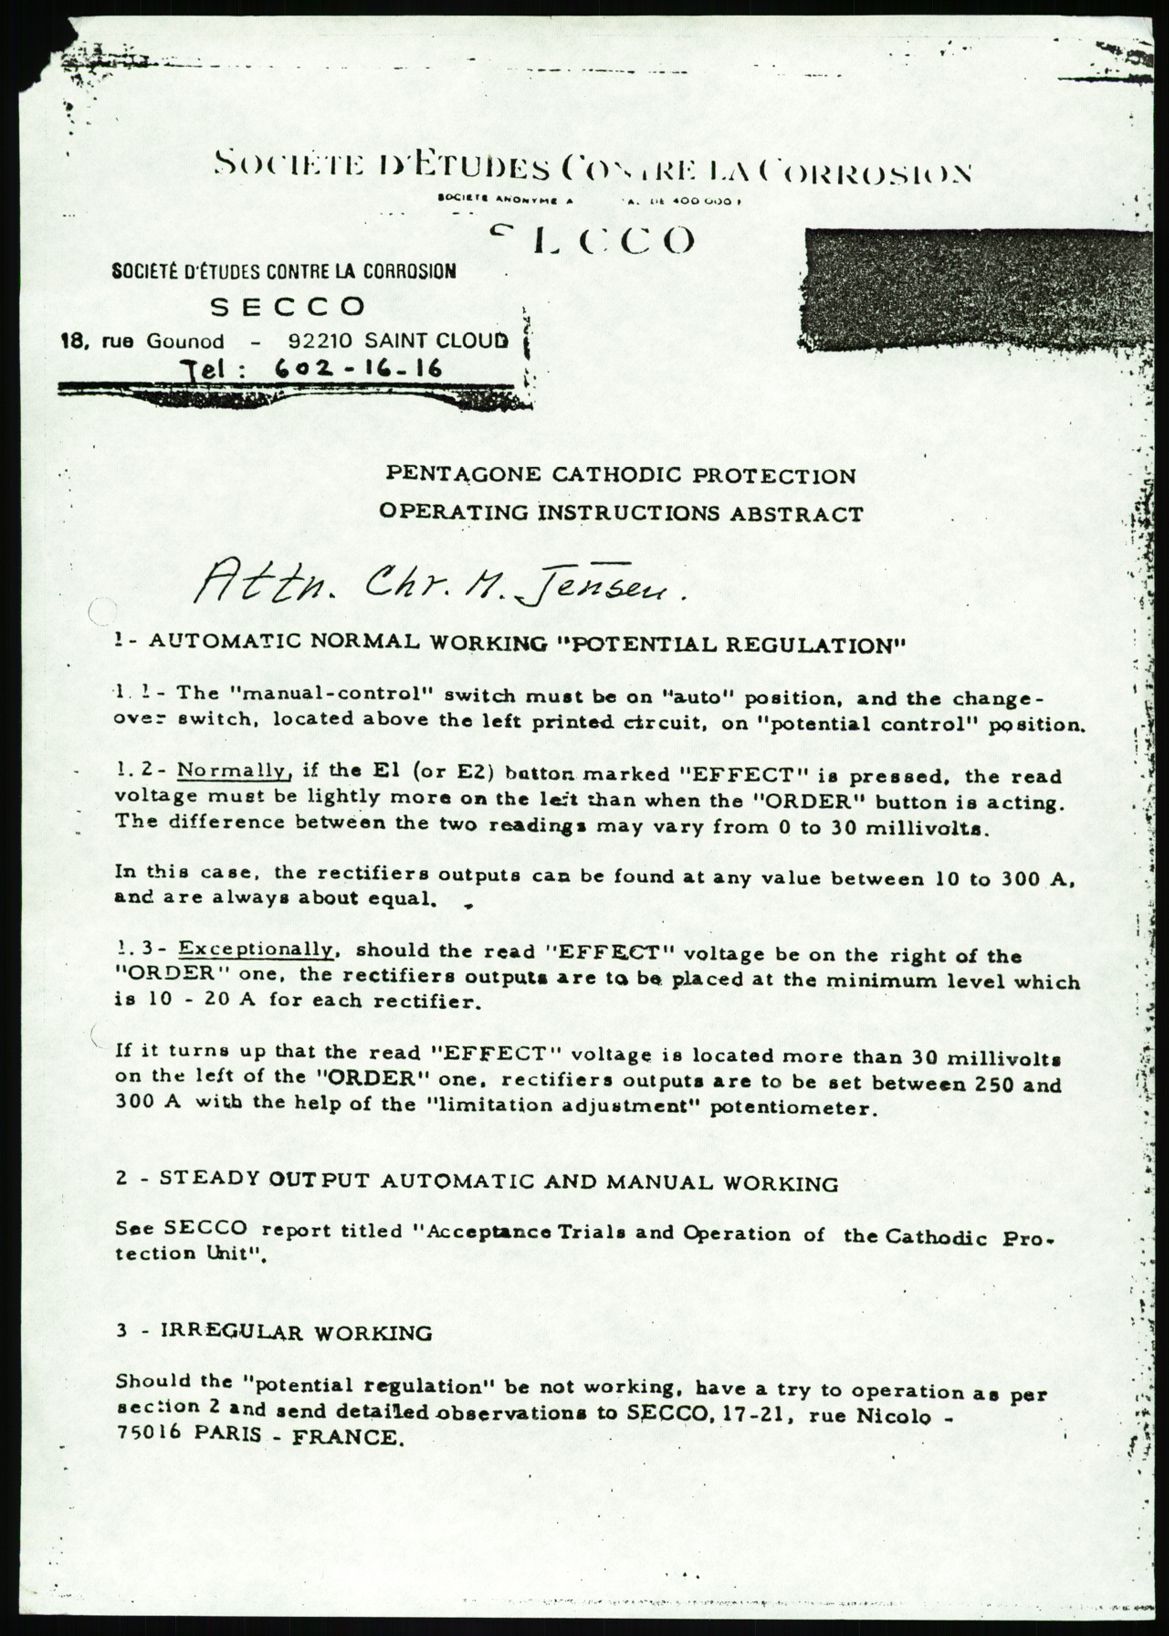 SOCIÉTÉ D'ÉTUDES CONTRE LA CORROSION
SOCIETE ANONYME A DE 400 000 F
SECCO
SOCIÉTÉ D'ÉTUDES CONTRE LA CORROSION
SECCO
18, rue Gounod - 92210 SAINT CLOUD
Tel : 602-16-16
PENTAGONE CATHODIC PROTECTION
OPERATING INSTRUCTIONS ABSTRACT
Attn. Chr. M. Jensen.
1- AUTOMATIC NORMAL WORKING "POTENTIAL REGULATION"
1.1- The "manual-control" switch must be on "auto" position, and the change-
over switch, located above the left printed circuit, on "potential control" position.
1.2- Normally, if the E1 (or E2) button marked "EFFECT" is pressed, the read
voltage must be lightly more on the left than when the "ORDER" button is acting.
The difference between the two readings may vary from 0 to 30 millivolts.
In this case, the rectifiers outputs can be found at any value between 10 to 300 A,
and are always about equal.
1.3- Exceptionally, should the read "EFFECT" voltage be on the right of the
"ORDER" one, the rectifiers outputs are to be placed at the minimum level which
is 10 - 20 A for each rectifier.
If it turns up that the read "EFFECT" voltage is located more than 30 millivolts
on the left of the "ORDER" one, rectifiers outputs are to be set between 250 and
300 A with the help of the "limitation adjustment" potentiometer.
2 - STEADY OUTPUT AUTOMATIC AND MANUAL WORKING
See SECCO report titled "Acceptance Trials and Operation of the Cathodic Pro-
tection Unit".
3 - IRREGULAR WORKING
Should the "potential regulation" be not working, have a try to operation as per
section 2 and send detailed observations to SECCO, 17-21, rue Nicolo -
75016 PARIS - FRANCE.